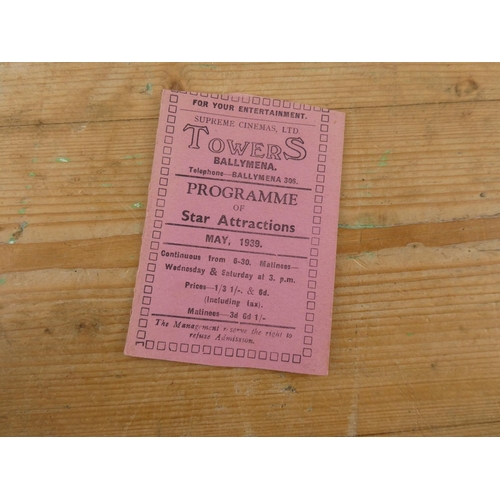 FOR YOUR ENTERTAINMENT.
SUPREME CINEMAS, LTD.
TOWERS
BALLYMENA.
Telephone—BALLYMENA 306.
PROGRAMME
OF
Star Attractions
MAY, 1939.
Continuous from 6-30. Matinees—
Wednesday & Saturday at 3. p.m.
Prices—1/3 1/-. & 6d.
(Including tax).
Matinees—3d 6d 1/-
The Management reserve the right to
refuse Admission.